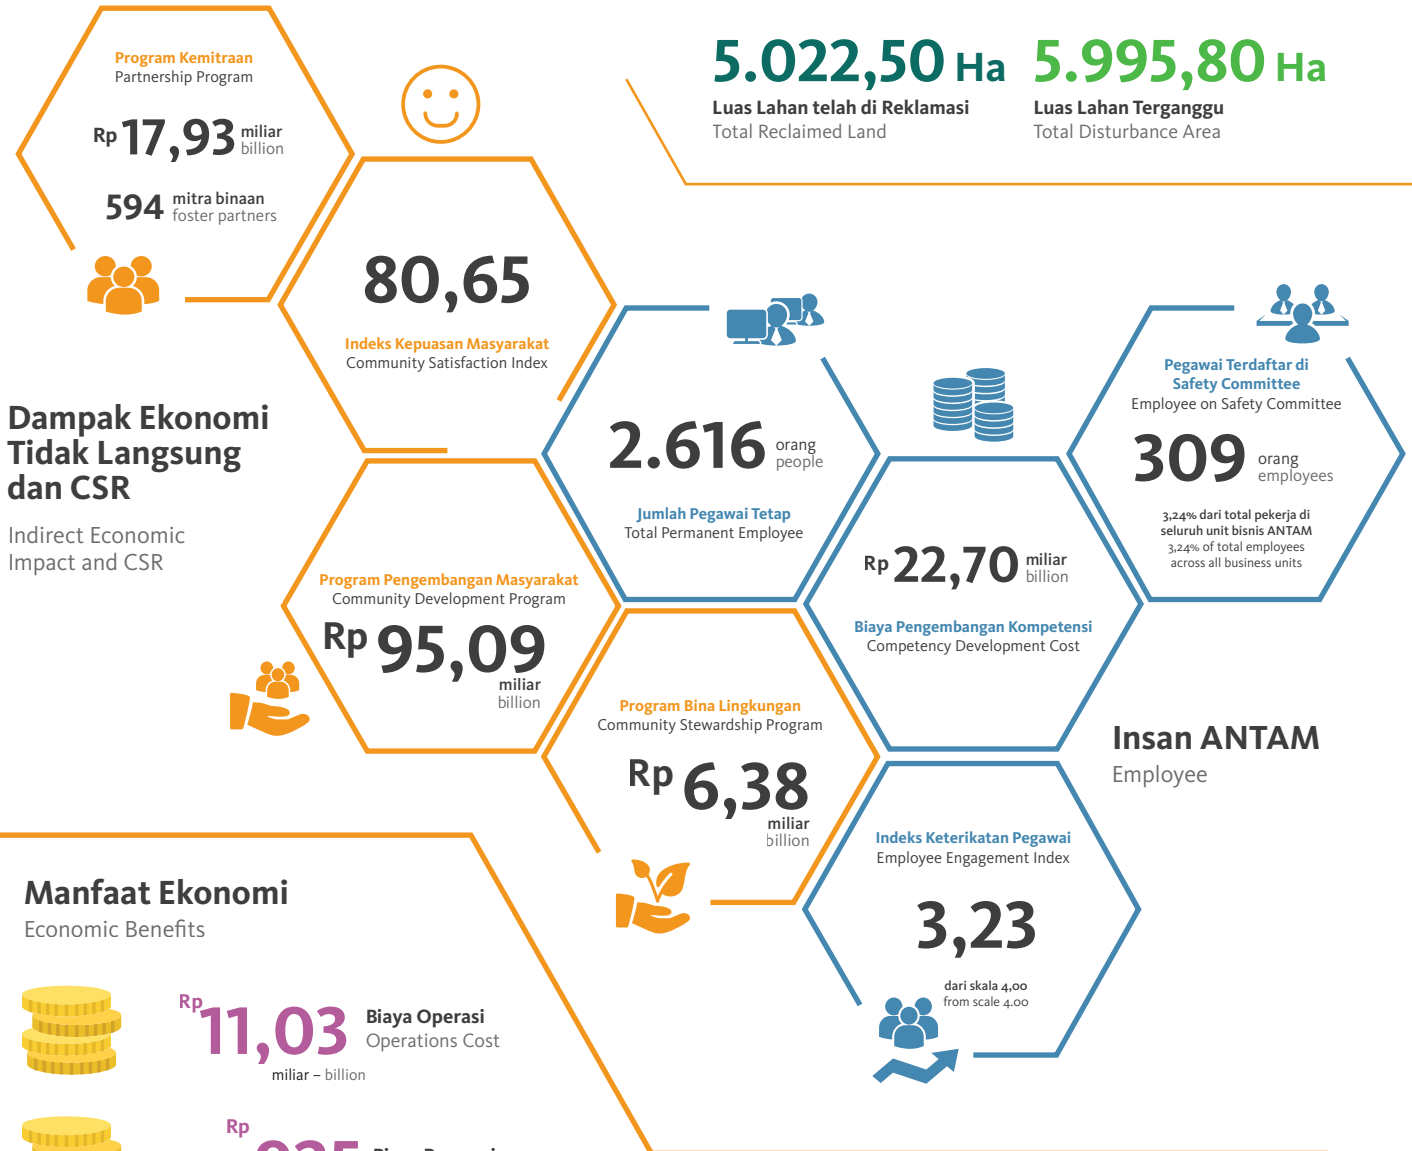 Program Kemitraan
Partnership Program
Rp 17,93 miliar
billion
594 mitra binaan
foster partners
5.022,50 Ha
Luas Lahan telah di Reklamasi
Total Reclaimed Land
5.995,80 Ha
Luas Lahan Terganggu
Total Disturbance Area
80,65
Indeks Kepuasan Masyarakat
Community Satisfaction Index
Dampak Ekonomi
Tidak Langsung
dan CSR
Indirect Economic
Impact and CSR
2.616 orang
people
Jumlah Pegawai Tetap
Total Permanent Employee
Pegawai Terdaftar di
Safety Committee
Employee on Safety Committee
309 orang
employees
3,24% dari total pekerja di
seluruh unit bisnis ANTAM
3,24% of total employees
across all business units
Rp 22,70 miliar
billion
Biaya Pengembangan Kompetensi
Competency Development Cost
Program Pengembangan Masyarakat
Community Development Program
Rp 95,09
miliar
billion
Program Bina Lingkungan
Community Stewardship Program
Rp 6,38
miliar
billion
Insan ANTAM
Employee
Indeks Keterikatan Pegawai
Employee Engagement Index
3,23
dari skala 4,00
from scale 4.00
Manfaat Ekonomi
Economic Benefits
Rp 11,03
miliar – billion
Biaya Operasi
Operations Cost
Rp